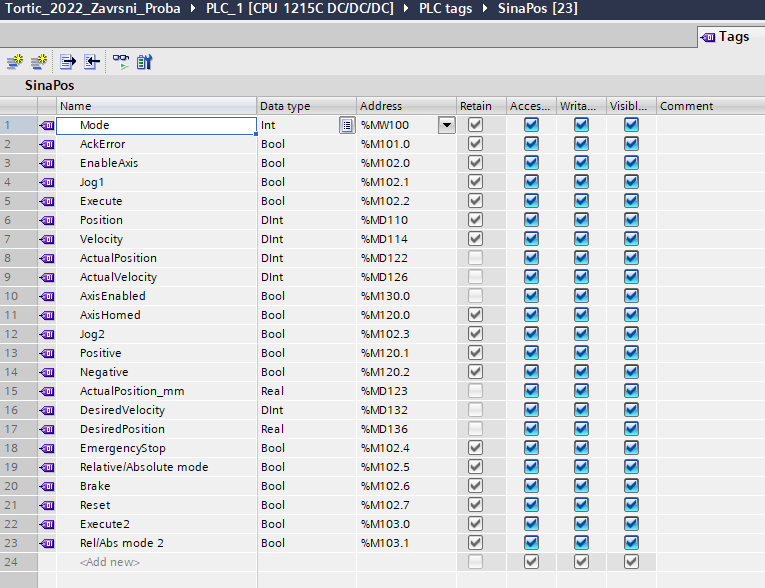 Tortic_2022_Zavrsni_Proba PLC_1 [CPU 1215C DC/DC/DC] PLC tags SinaPos [23]
Tags
SinaPos
Name Data type Address Retain Acces... Writa... Visibl... Comment
1 Mode Int %MW100
2 AckError Bool %M101.0
3 EnableAxis Bool %M102.0
4 Jog1 Bool %M102.1
5 Execute Bool %M102.2
6 Position DInt %MD110
7 Velocity DInt %MD114
8 ActualPosition DInt %MD122
9 ActualVelocity DInt %MD126
10 AxisEnabled Bool %M130.0
11 AxisHomed Bool %M120.0
12 Jog2 Bool %M102.3
13 Positive Bool %M120.1
14 Negative Bool %M120.2
15 ActualPosition_mm Real %MD123
16 DesiredVelocity DInt %MD132
17 DesiredPosition Real %MD136
18 EmergencyStop Bool %M102.4
19 Relative/Absolute mode Bool %M102.5
20 Brake Bool %M102.6
21 Reset Bool %M102.7
22 Execute2 Bool %M103.0
23 Rel/Abs mode 2 Bool %M103.1
24 <Add new>